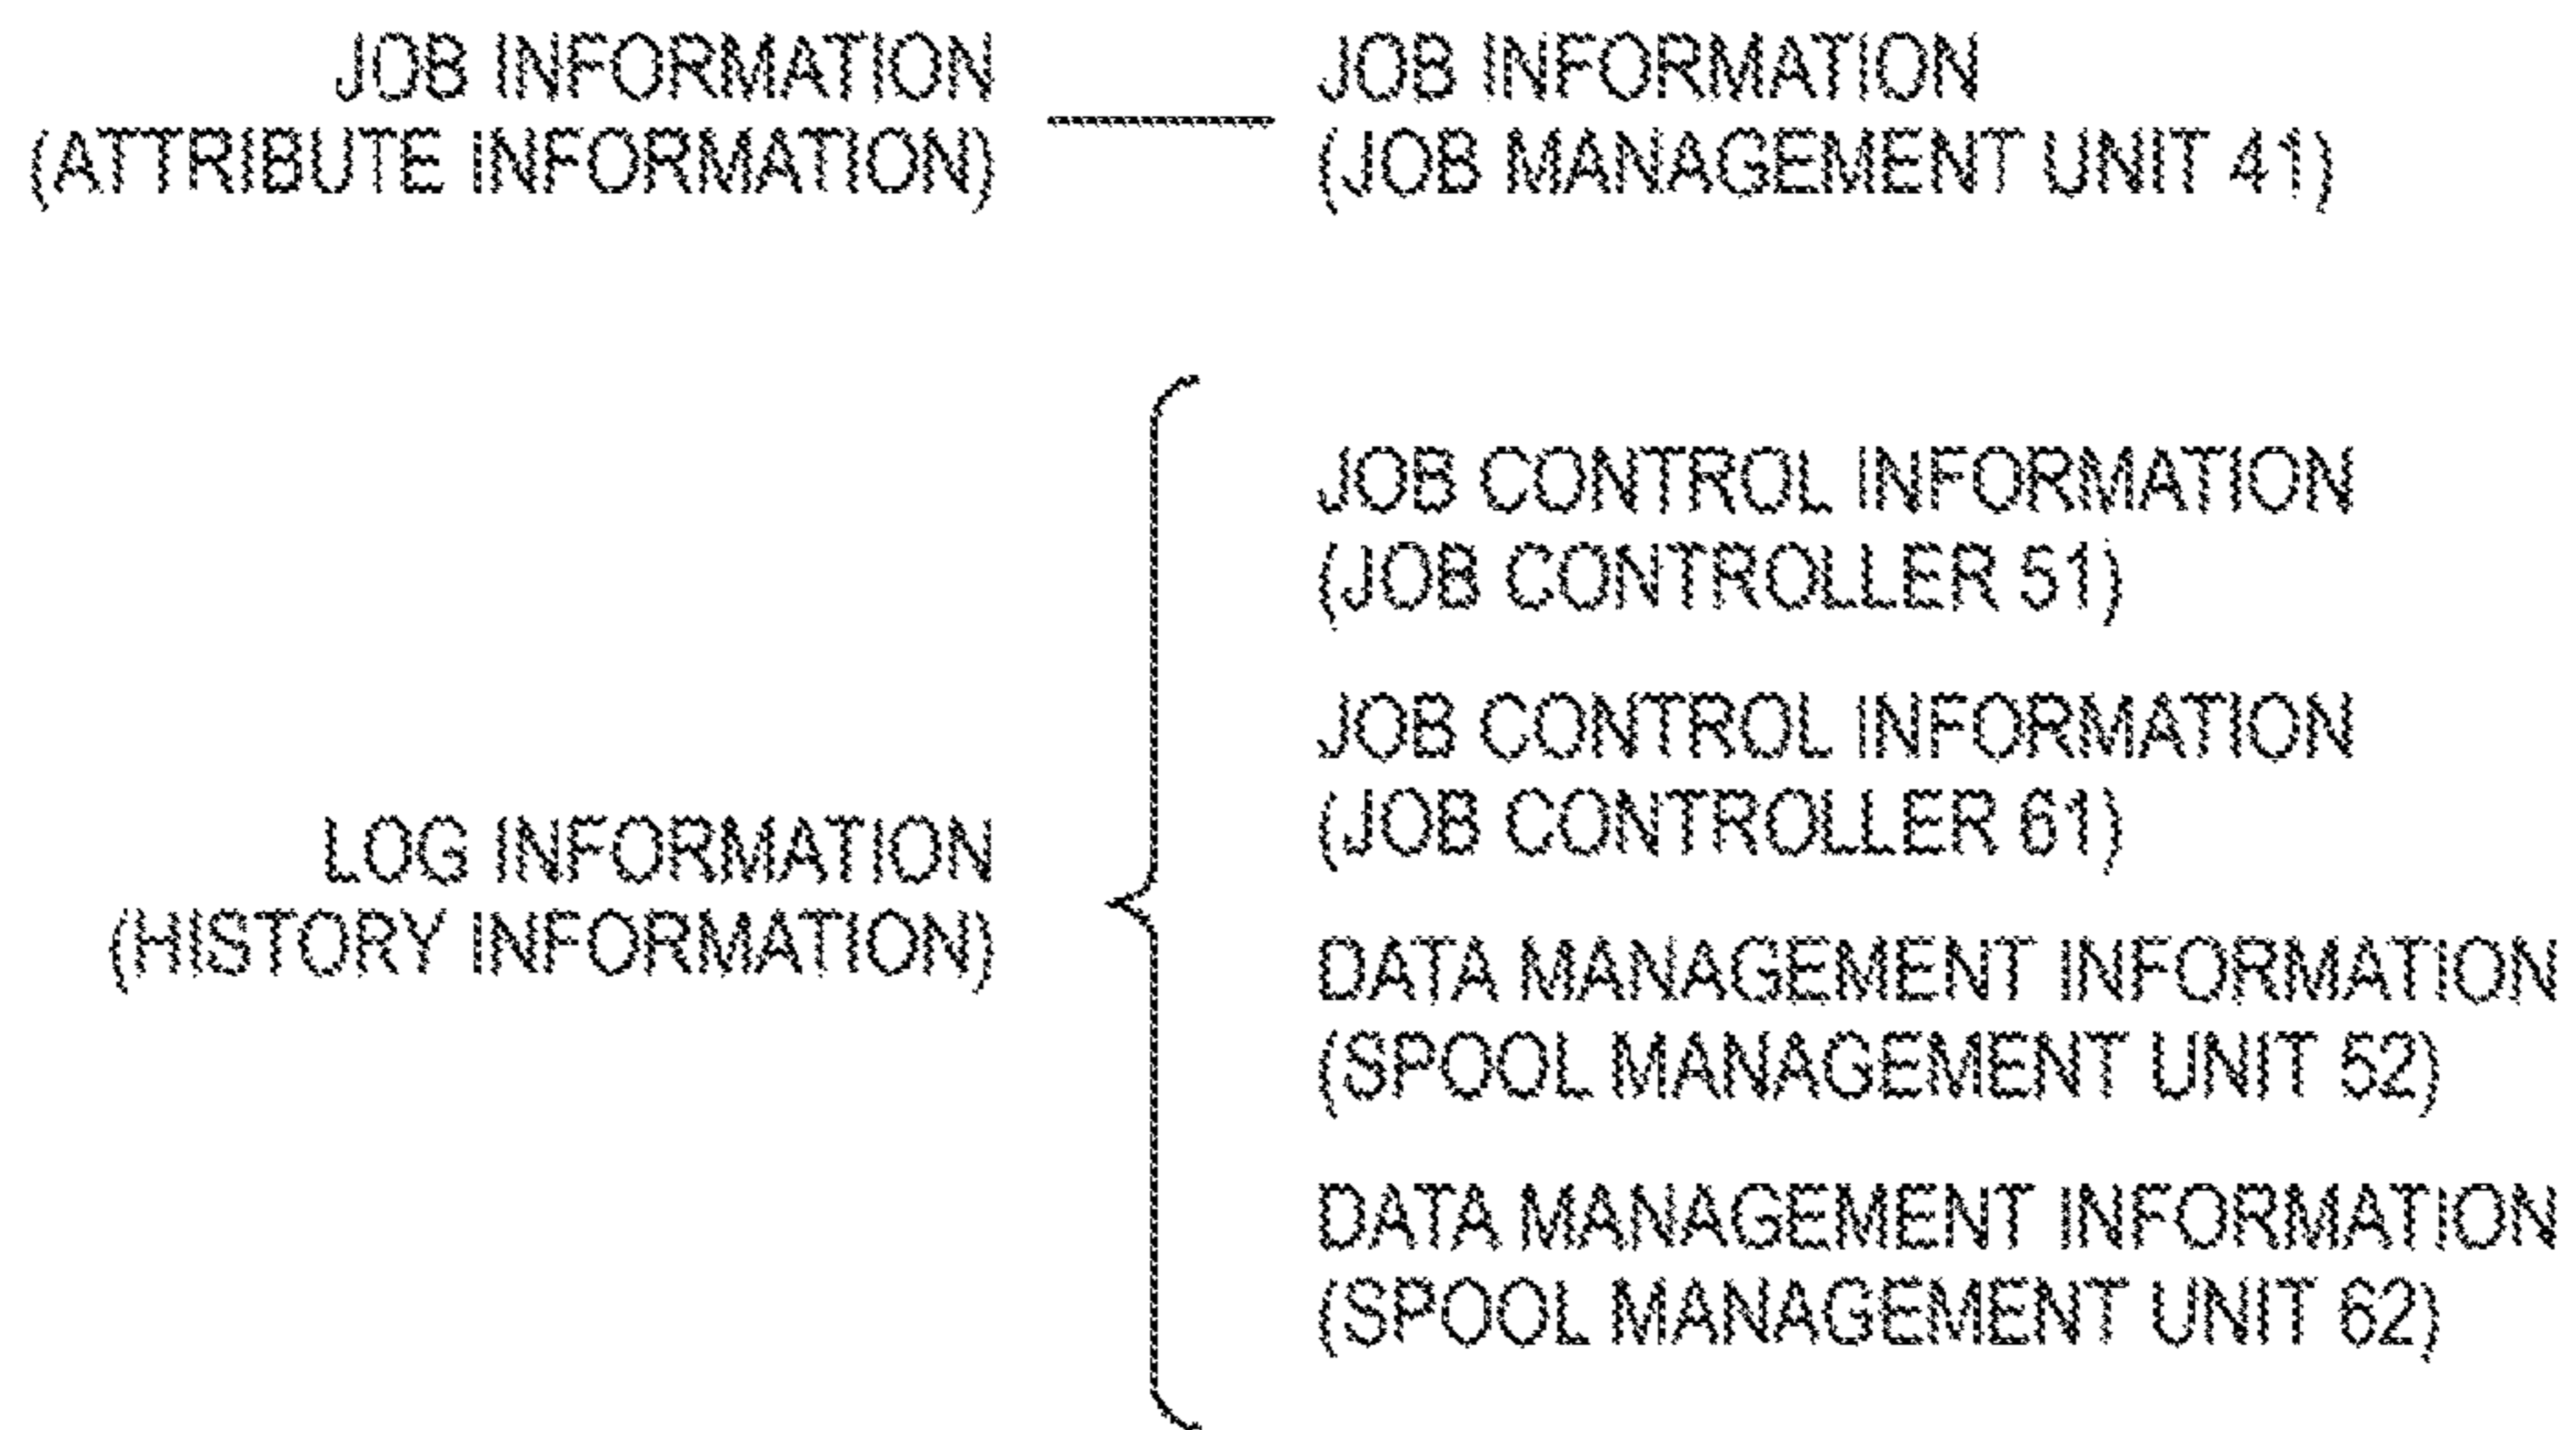 JOB INFORMATION
(ATTRIBUTE INFORMATION)
JOB INFORMATION
(JOB MANAGEMENT UNIT 41)
LOG INFORMATION
(HISTORY INFORMATION)
JOB CONTROL INFORMATION
(JOB CONTROLLER 51)
JOB CONTROL INFORMATION
(JOB CONTROLLER 61)
DATA MANAGEMENT INFORMATION
(SPOOL MANAGEMENT UNIT 52)
DATA MANAGEMENT INFORMATION
(SPOOL MANAGEMENT UNIT 62)